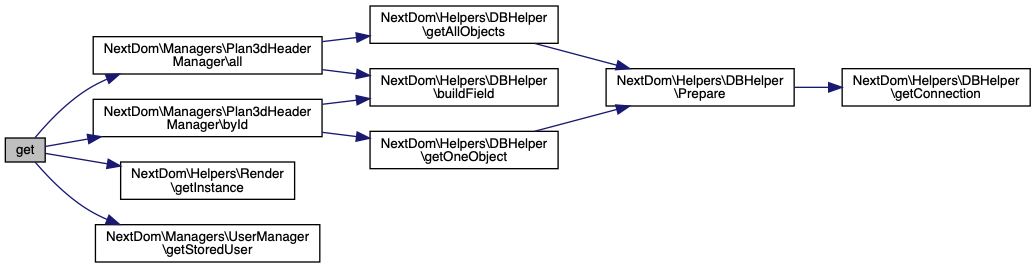 get
NextDom\Managers\Plan3dHeader
Manager\all
NextDom\Managers\Plan3dHeader
Manager\byId
NextDom\Helpers\Render
\getInstance
NextDom\Managers\UserManager
\getStoredUser
NextDom\Helpers\DBHelper
\getAllObjects
NextDom\Helpers\DBHelper
\buildField
NextDom\Helpers\DBHelper
\getOneObject
NextDom\Helpers\DBHelper
\Prepare
NextDom\Helpers\DBHelper
\getConnection